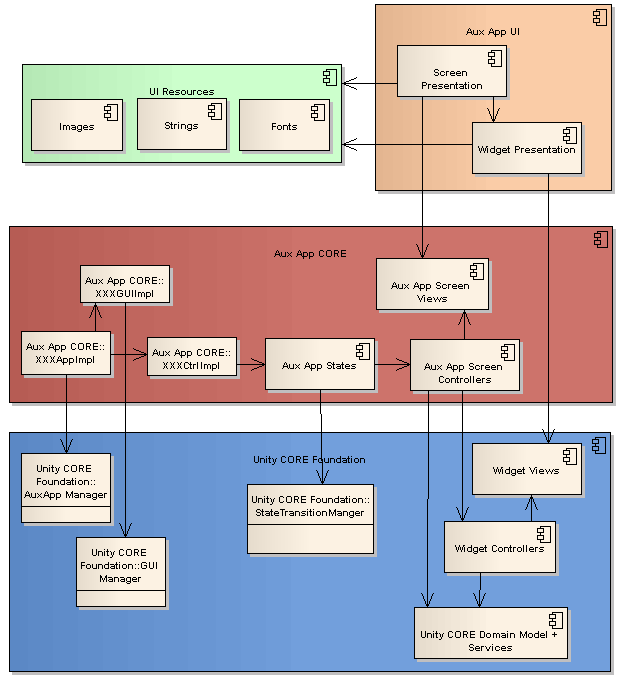 Aux App UI
Screen
Presentation
UI Resources
Images
Strings
Fonts
Widget Presentation
Aux App CORE
Aux App CORE::
XXXGUIImpl
Aux App Screen
Views
Aux App CORE::
XXXAppImpl
Aux App CORE::
XXXCtrlImpl
Aux App States
Aux App Screen
Controllers
Unity CORE Foundation
Unity CORE
Foundation::
AuxApp Manager
Unity CORE Foundation::
StateTransitionManger
Widget Views
Unity CORE
Foundation::GUI
Manager
Widget Controllers
Unity CORE Domain Model +
Services